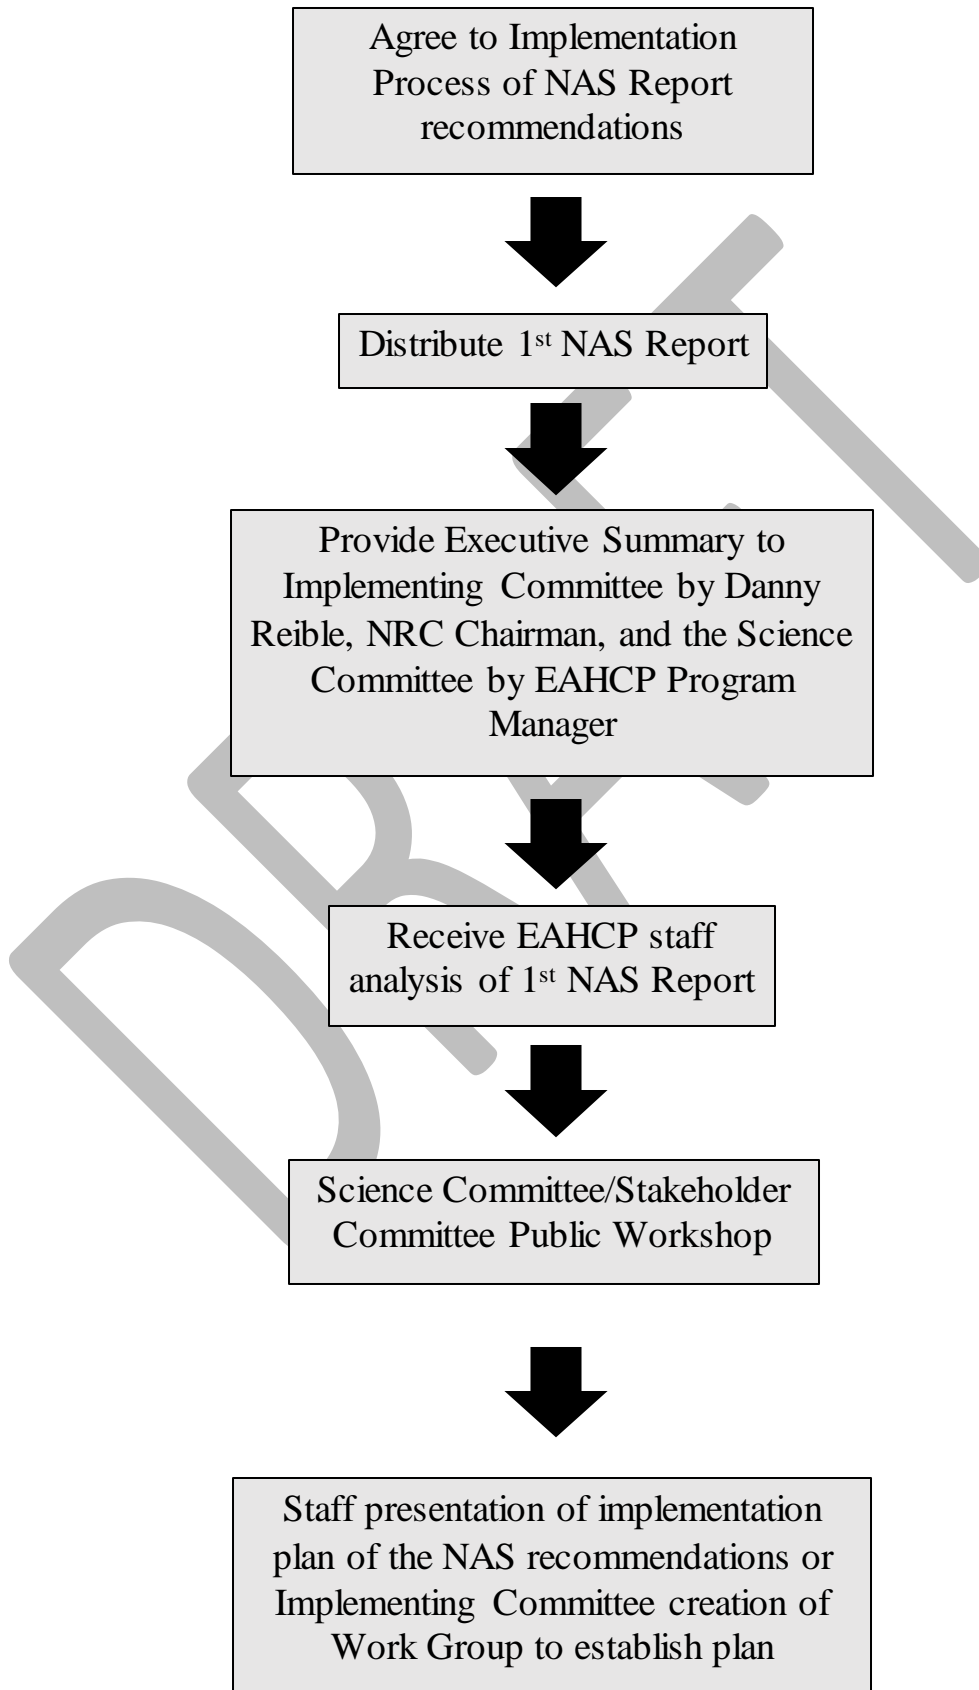 Agree to Implementation
Process of NAS Report
recommendations
Distribute 1st NAS Report
Provide Executive Summary to
Implementing Committee by Danny
Reible, NRC Chairman, and the Science
Committee by EAHCP Program
Manager
Receive EAHCP staff
analysis of 1st NAS Report
Science Committee/Stakeholder
Committee Public Workshop
Staff presentation of implementation
plan of the NAS recommendations or
Implementing Committee creation of
Work Group to establish plan
DRAFT